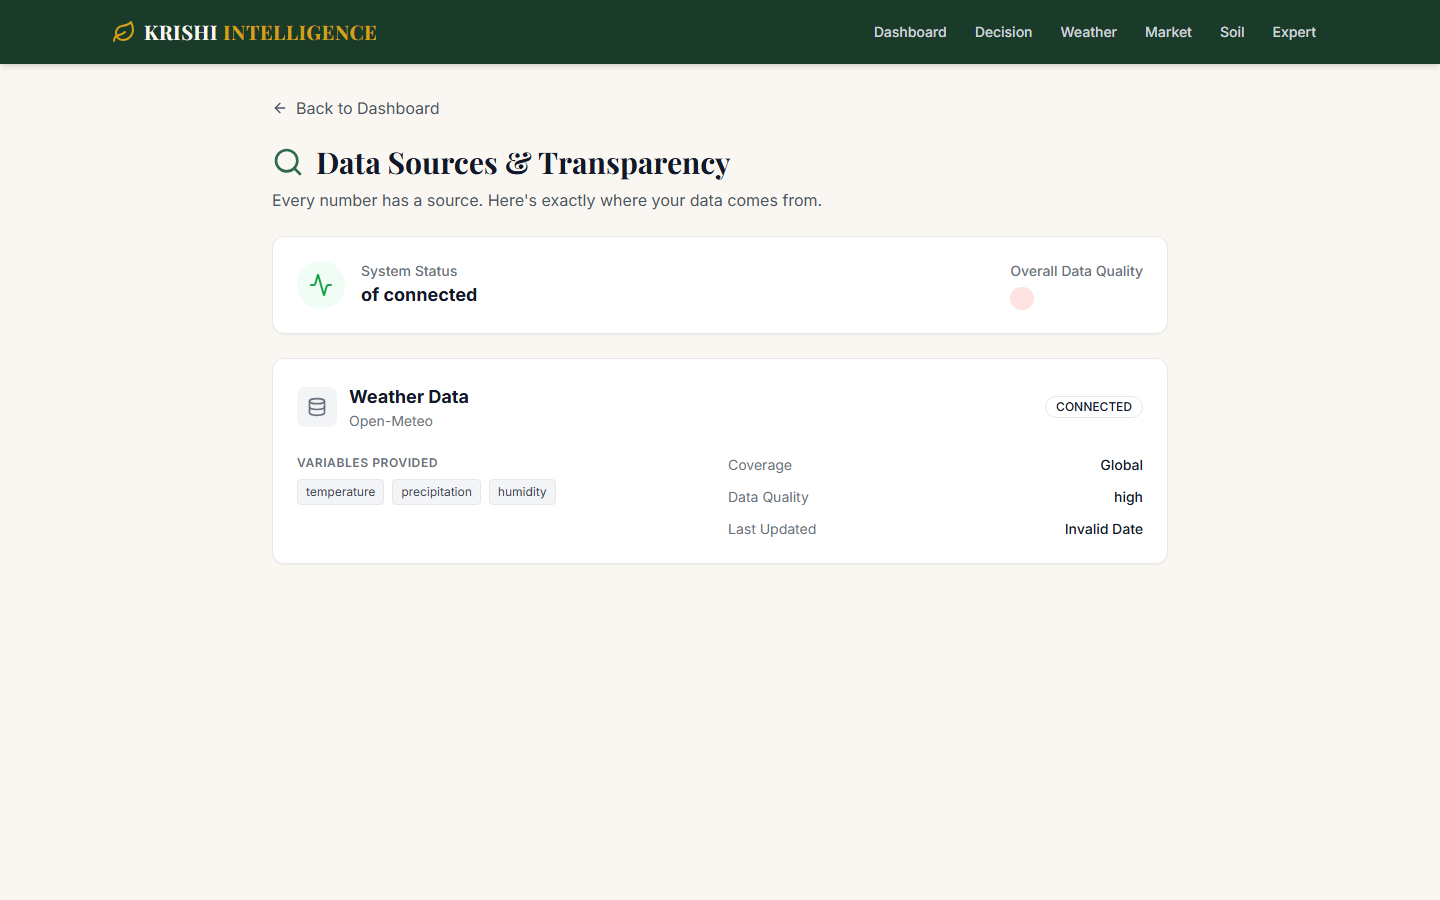 KRISHI INTELLIGENCE
Dashboard Decision Weather Market Soil Expert
Back to Dashboard
Data Sources & Transparency
Every number has a source. Here's exactly where your data comes from.
System Status
of connected
Overall Data Quality
Weather Data
Open-Meteo
CONNECTED
VARIABLES PROVIDED
temperature precipitation humidity
Coverage Global
Data Quality high
Last Updated Invalid Date